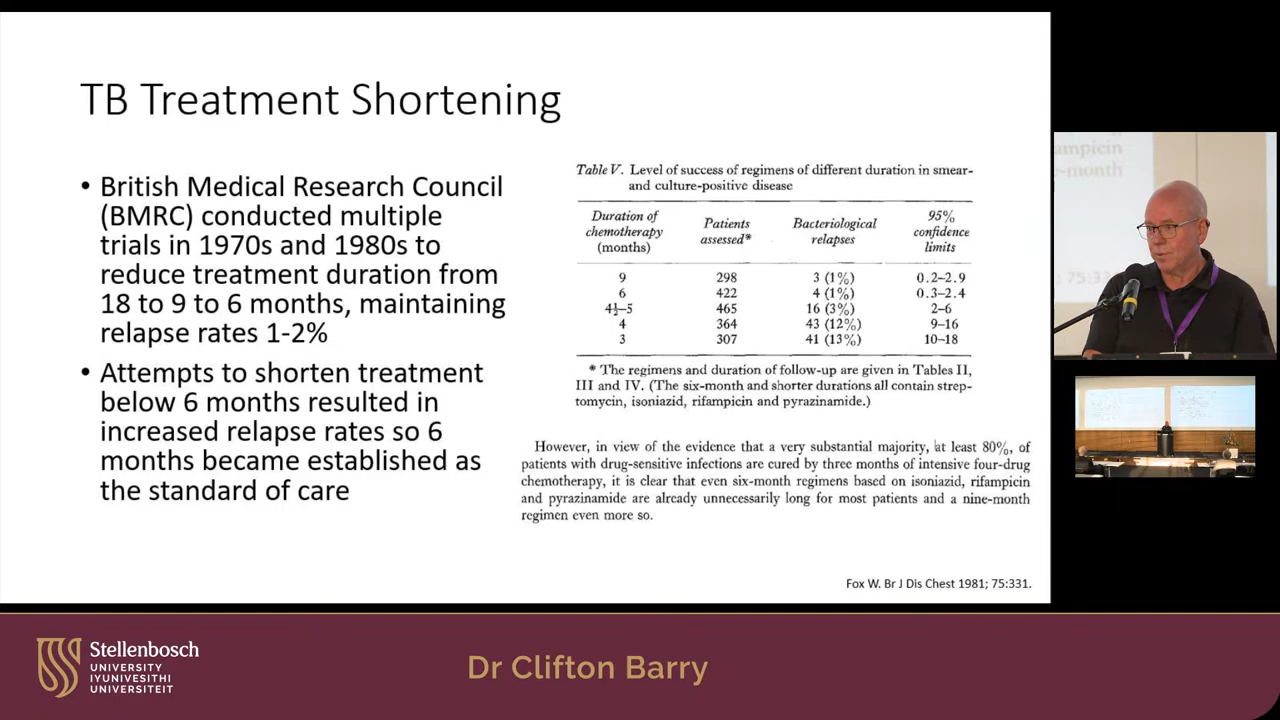 TB Treatment Shortening
• British Medical Research Council
(BMRC) conducted multiple
trials in 1970s and 1980s to
reduce treatment duration from
18 to 9 to 6 months, maintaining
relapse rates 1-2%
• Attempts to shorten treatment
below 6 months resulted in
increased relapse rates so 6
months became established as
the standard of care
Table V. Level of success of regimens of different duration in smear-
and culture-positive disease
Duration of chemotherapy (months) Patients assessed* Bacteriological relapses 95% confidence limits
9 298 3 (1%) 0.2–2.9
6 422 4 (1%) 0.3–2.4
4½–5 465 16 (3%) 2–6
4 364 43 (12%) 9–16
3 307 41 (13%) 10–18
* The regimens and duration of follow-up are given in Tables II,
III and IV. (The six-month and shorter durations all contain strep-
tomycin, isoniazid, rifampicin and pyrazinamide.)
However, in view of the evidence that a very substantial majority, at least 80%, of
patients with drug-sensitive infections are cured by three months of intensive four-drug
chemotherapy, it is clear that even six-month regimens based on isoniazid, rifampicin
and pyrazinamide are already unnecessarily long for most patients and a nine-month
regimen even more so.
Fox W. Br J Dis Chest 1981; 75:331.
ampicin
e-month
75:33
Stellenbosch
UNIVERSITY
IYUNIVESITHI
UNIVERSITEIT
Dr Clifton Barry